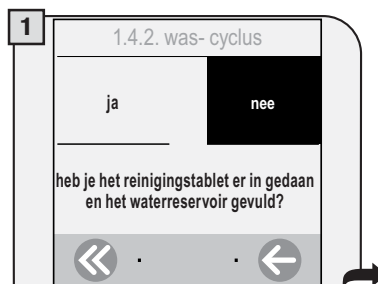 1
1.4.2. was- cyclus
ja nee
heb je het reinigingstablet er in gedaan
en het waterreservoir gevuld?